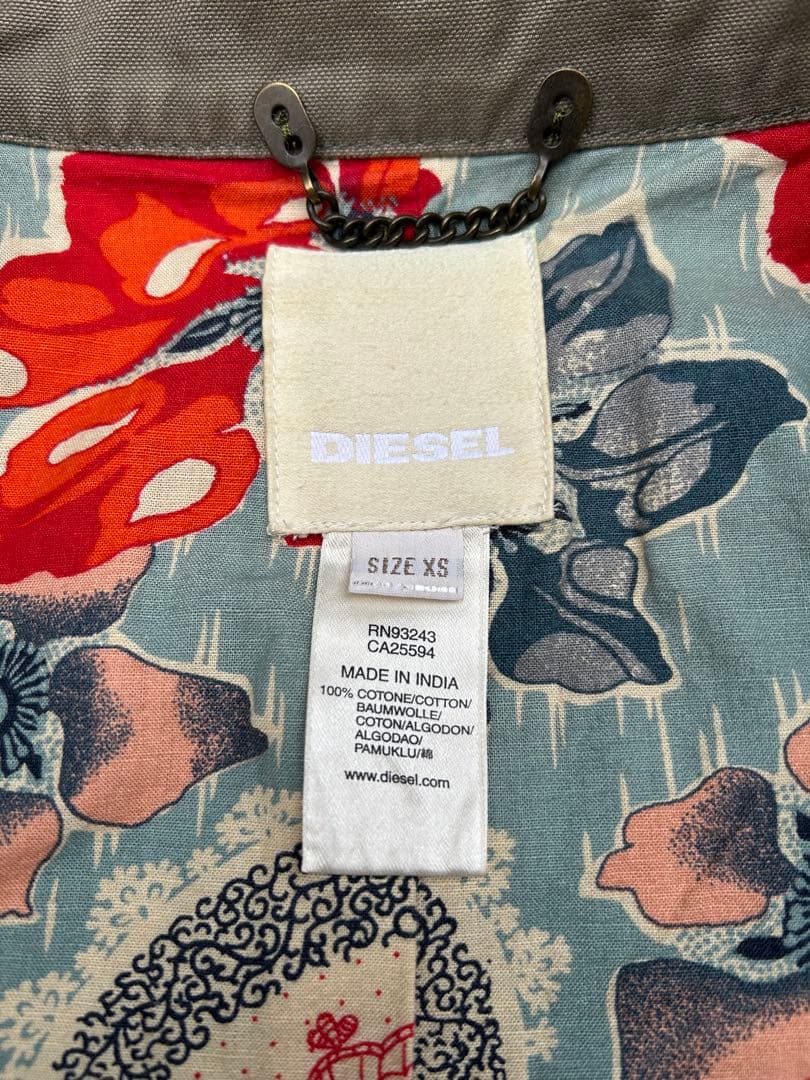 DIESEL
SIZE XS
RN93243
CA25594
MADE IN INDIA
100% COTONE/COTTON/
BAUMWOLLE/
COTON/ALGODON/
ALGODAO/
PAMUKLU/綿
www.diesel.com